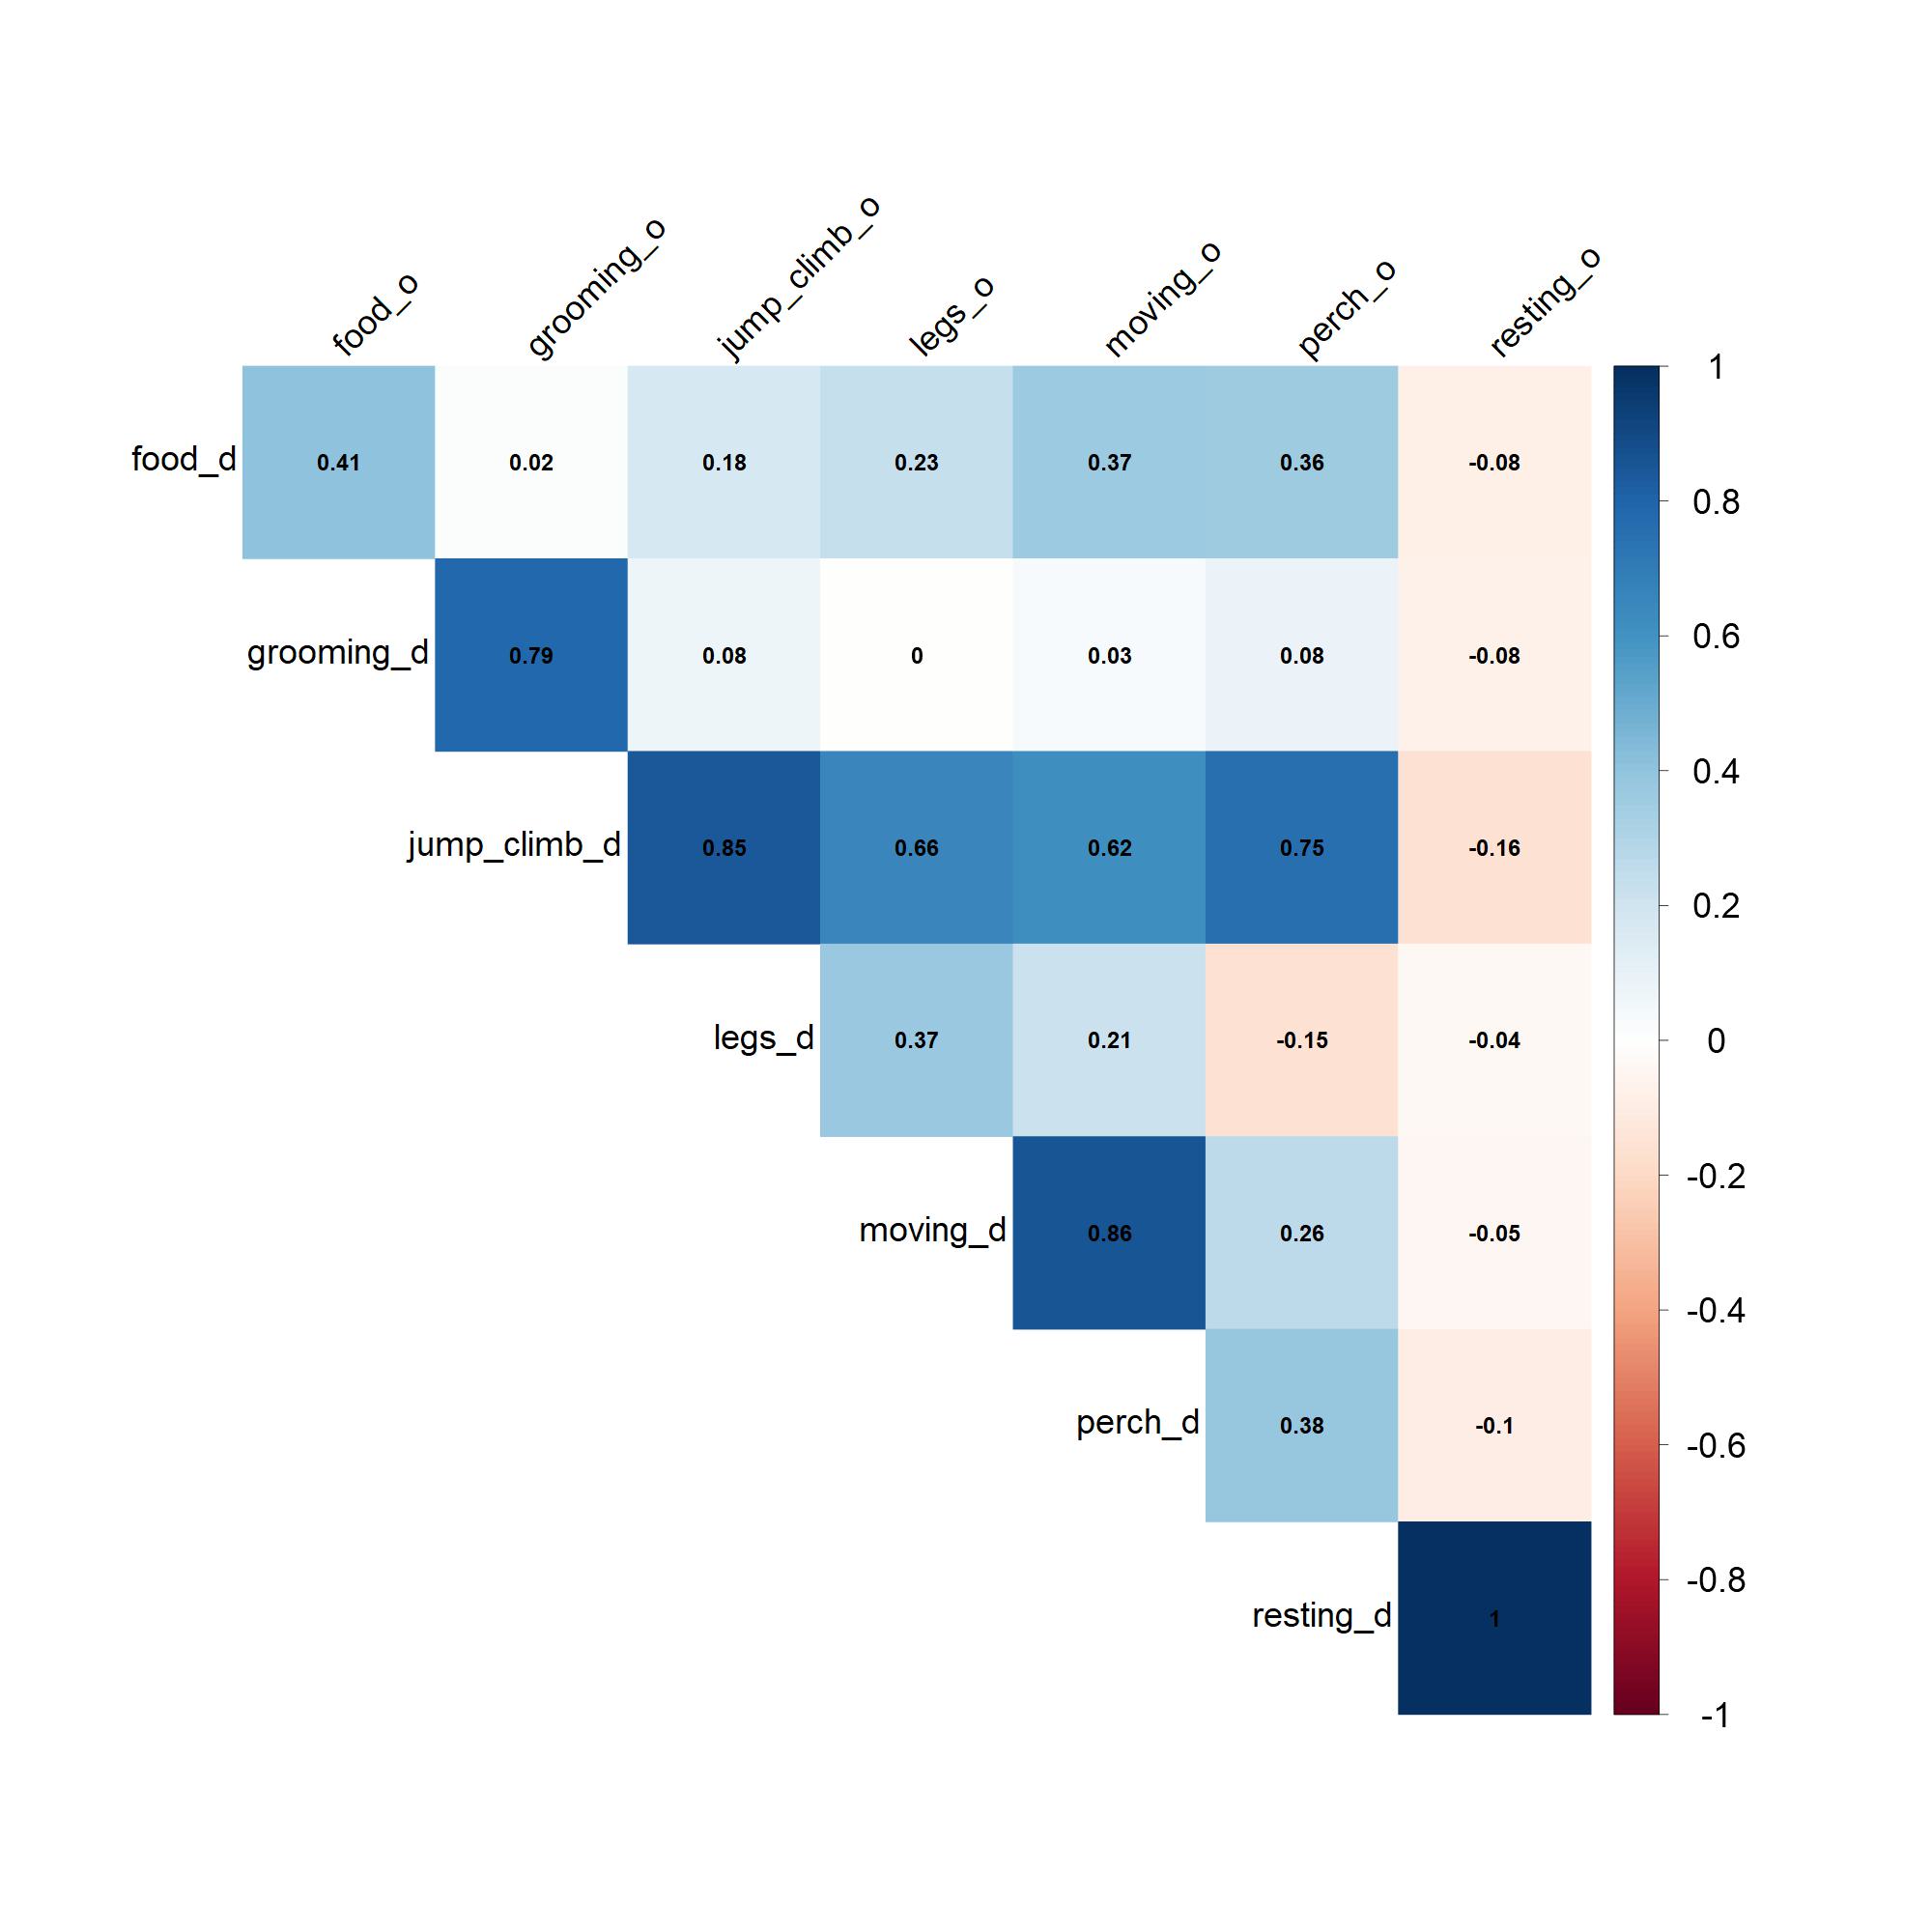 food_o grooming_o jump_climb_o legs_o moving_o perch_o resting_o
1
food_d 0.41 0.02 0.18 0.23 0.37 0.36 -0.08
0.8
grooming_d 0.79 0.08 0 0.03 0.08 -0.08
0.6
0.4
jump_climb_d 0.85 0.66 0.62 0.75 -0.16
0.2
legs_d 0.37 0.21 -0.15 -0.04
0
-0.2
moving_d 0.86 0.26 -0.05
-0.4
perch_d 0.38 -0.1
-0.6
-0.8
resting_d 1
-1